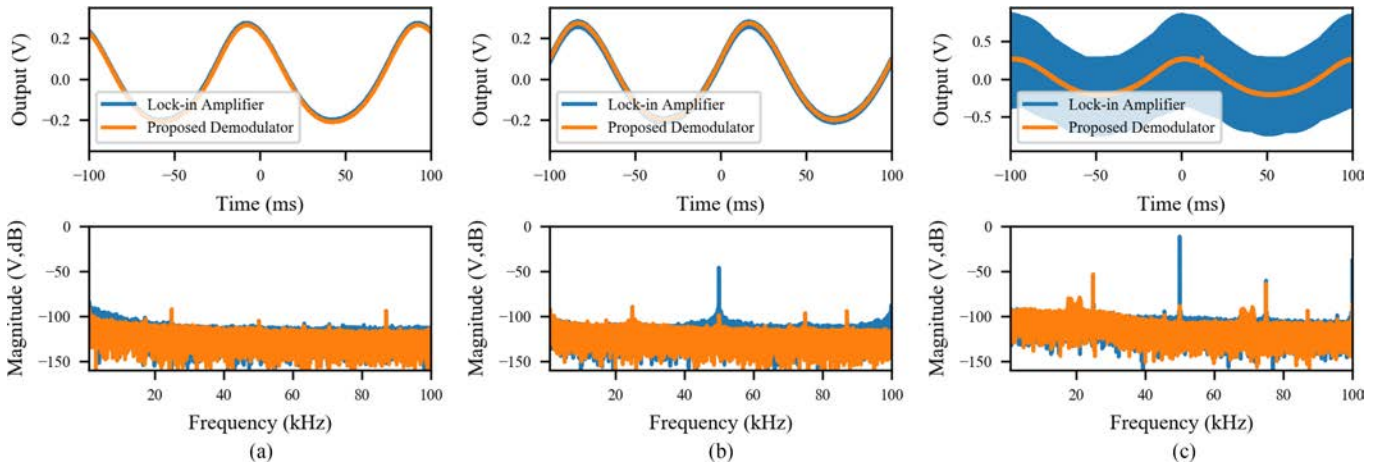 Output (V)
0.2
0.0
−0.2
Lock-in Amplifier
Proposed Demodulator
−100
−50
0
50
100
Time (ms)
Output (V)
0.2
0.0
−0.2
Lock-in Amplifier
Proposed Demodulator
−100
−50
0
50
100
Time (ms)
Output (V)
0.5
0.0
−0.5
Lock-in Amplifier
Proposed Demodulator
−100
−50
0
50
100
Time (ms)
Magnitude (V,dB)
0
−50
−100
−150
20
40
60
80
100
Frequency (kHz)
(a)
Magnitude (V,dB)
0
−50
−100
−150
20
40
60
80
100
Frequency (kHz)
(b)
Magnitude (V,dB)
0
−50
−100
−150
20
40
60
80
100
Frequency (kHz)
(c)